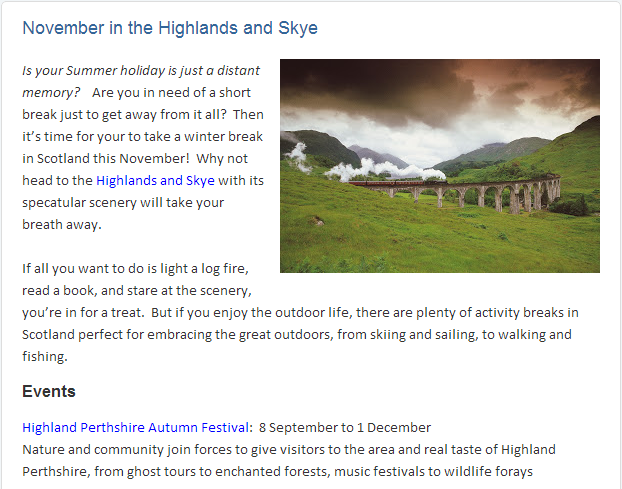 November in the Highlands and Skye
Is your Summer holiday is just a distant
memory? Are you in need of a short
break just to get away from it all? Then
it's time for your to take a winter break
in Scotland this November! Why not
head to the Highlands and Skye with its
specatular scenery will take your
breath away.
If all you want to do is light a log fire,
read a book, and stare at the scenery,
you're in for a treat. But if you enjoy the outdoor life, there are plenty of activity breaks in
Scotland perfect for embracing the great outdoors, from skiing and sailing, to walking and
fishing.
Events
Highland Perthshire Autumn Festival: 8 September to 1 December
Nature and community join forces to give visitors to the area and real taste of Highland
Perthshire, from ghost tours to enchanted forests, music festivals to wildlife forays